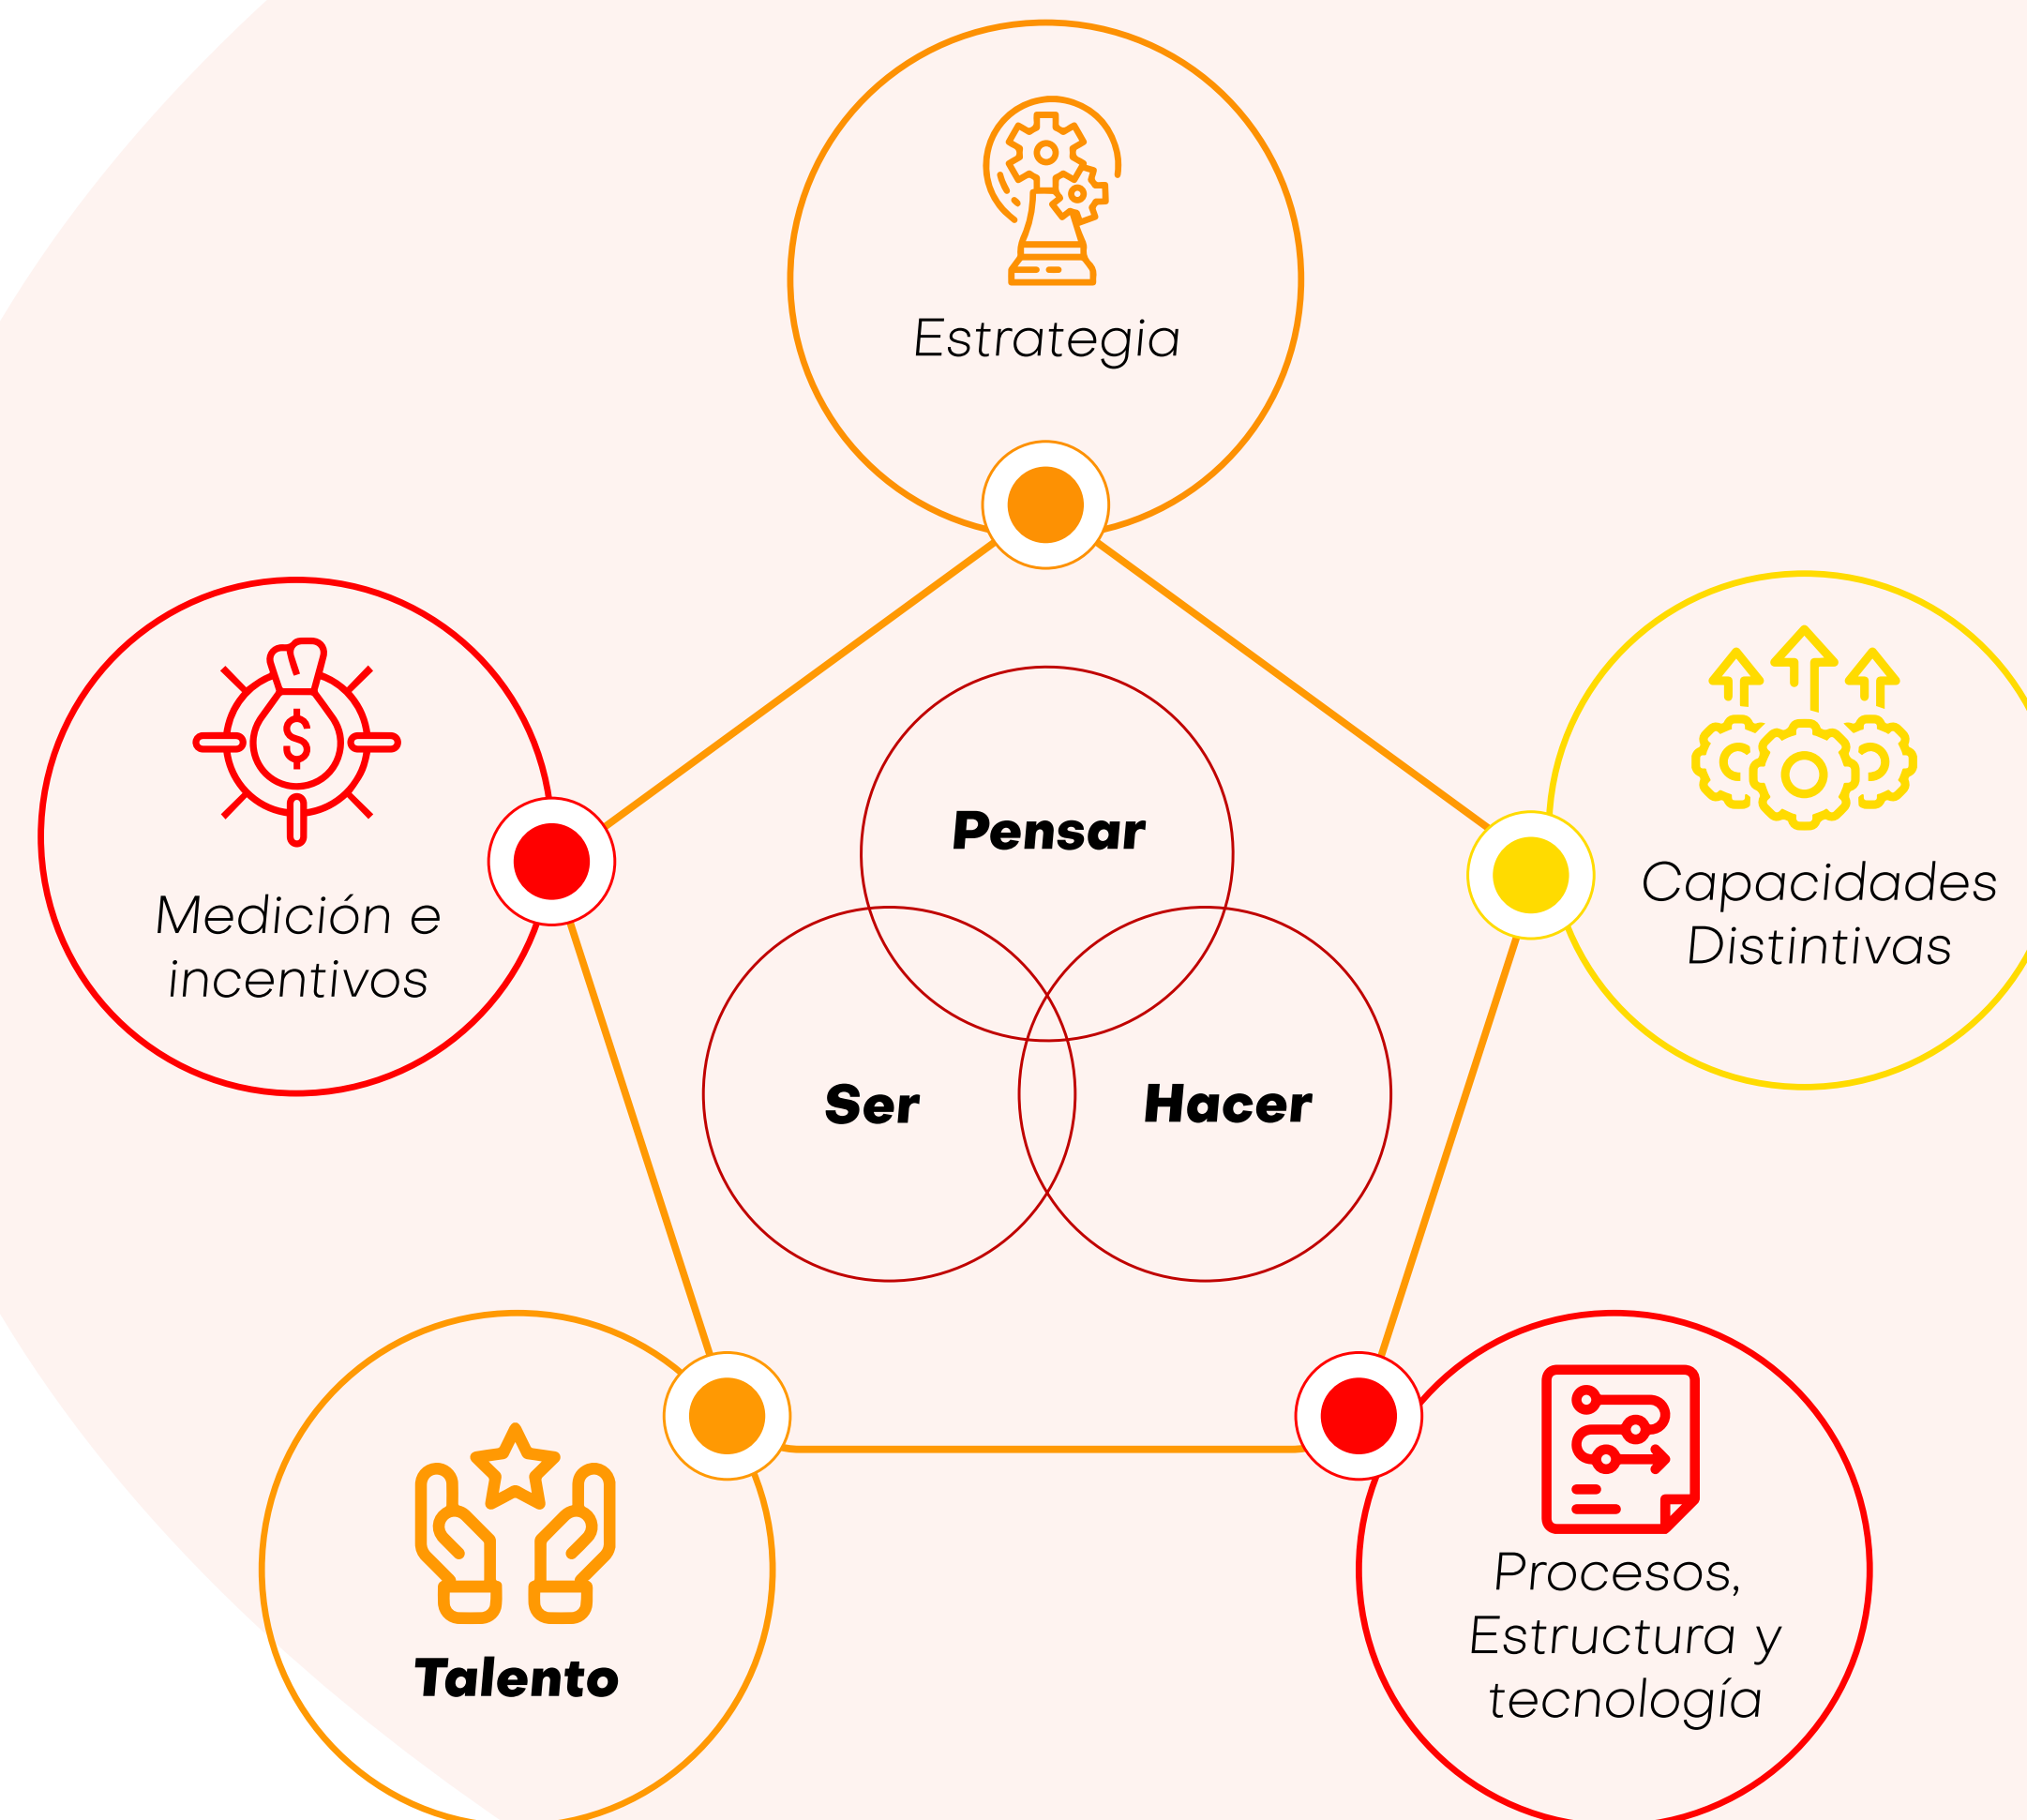 Estrategia
Medición e
incentivos
Capacidades
Distintivas
Pensar
Ser
Hacer
Talento
Procesos,
Estructura y
tecnología